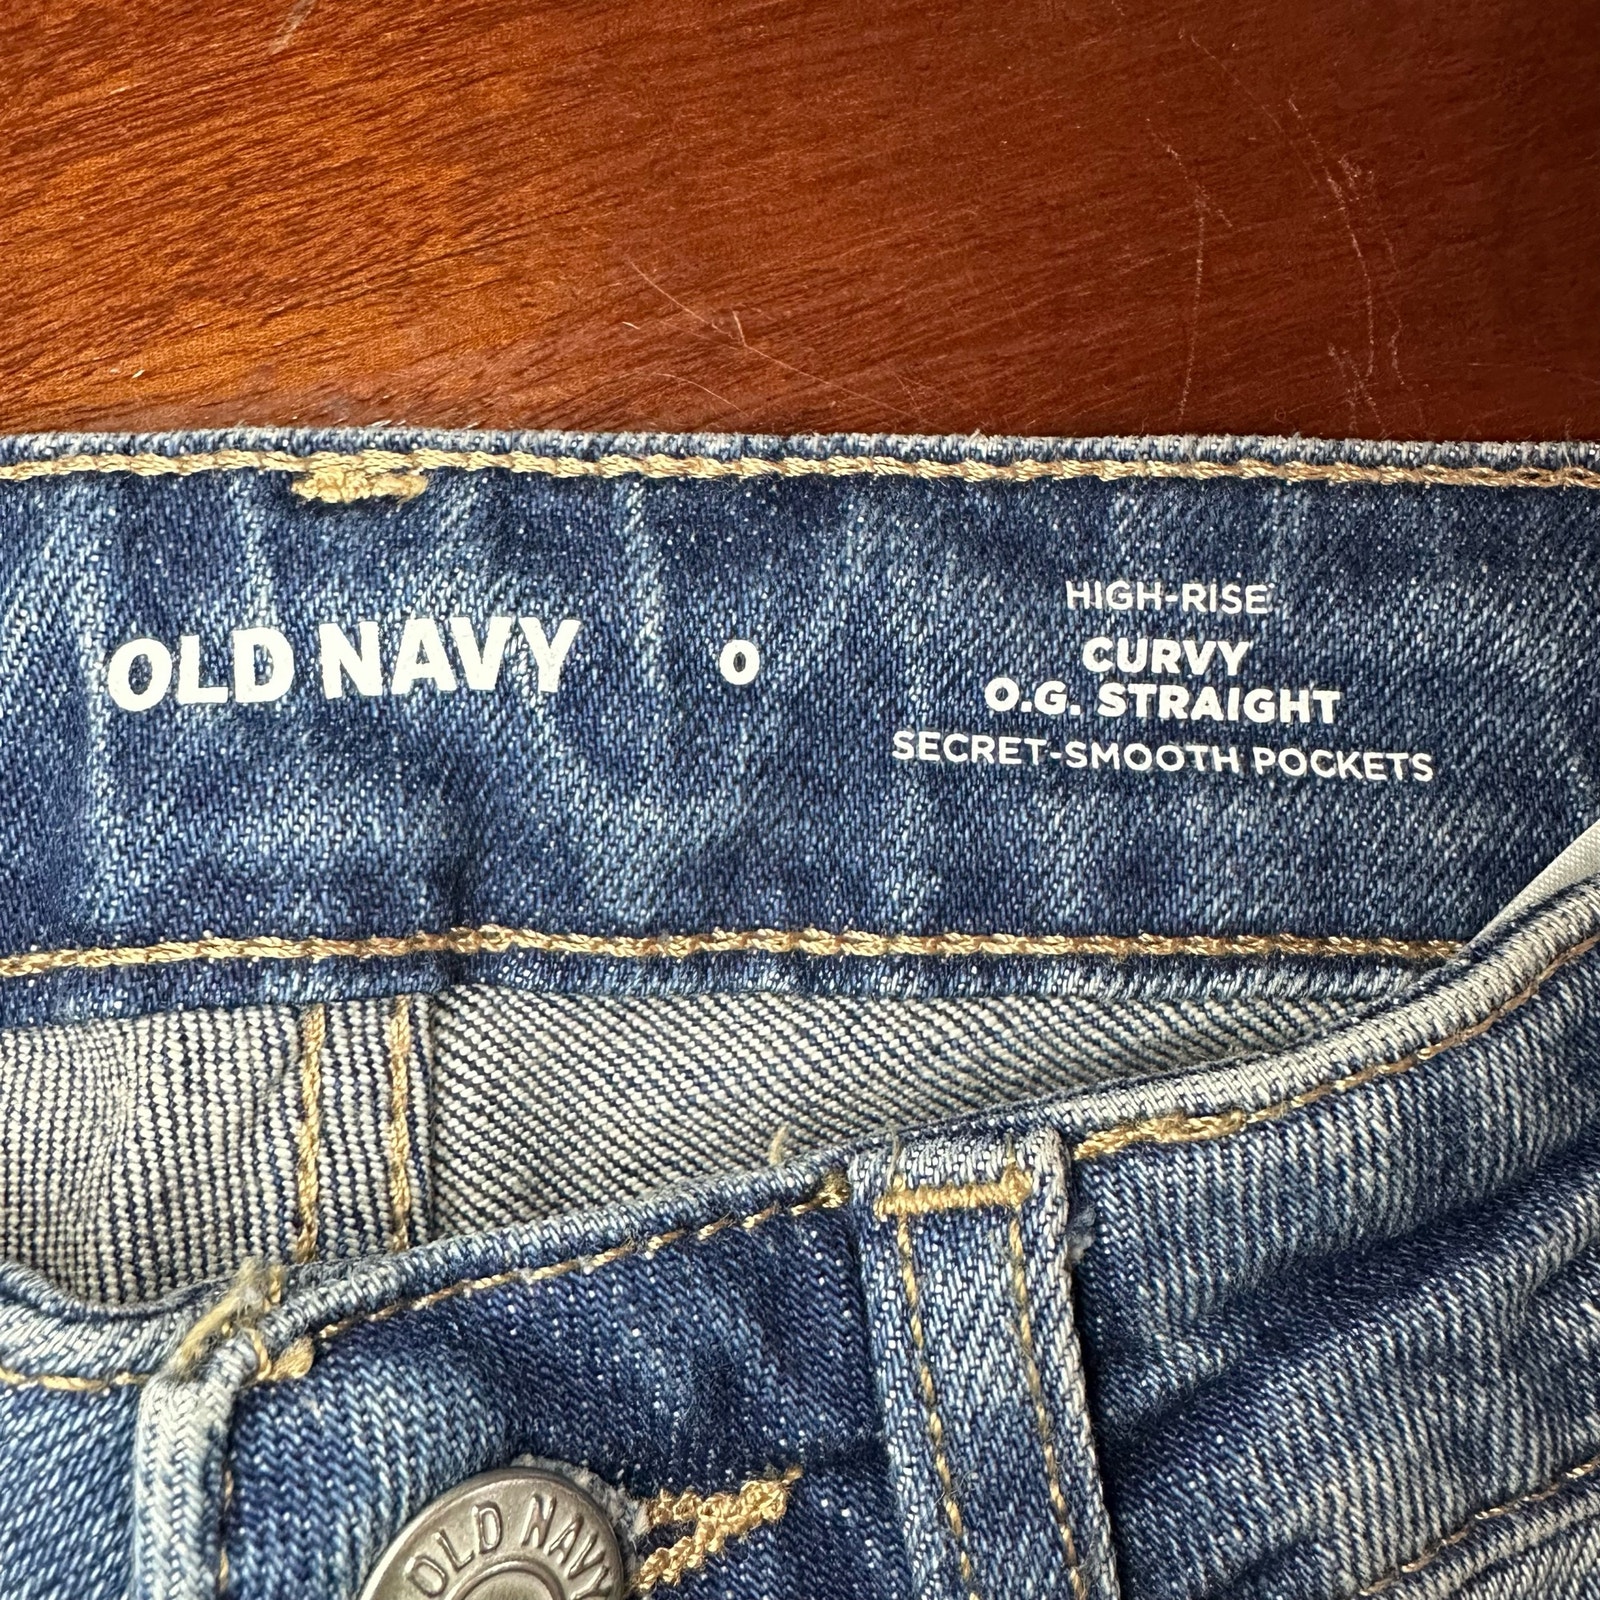 OLD NAVY
0
HIGH-RISE
CURVY
O.G. STRAIGHT
SECRET-SMOOTH POCKETS
OLD NAVY